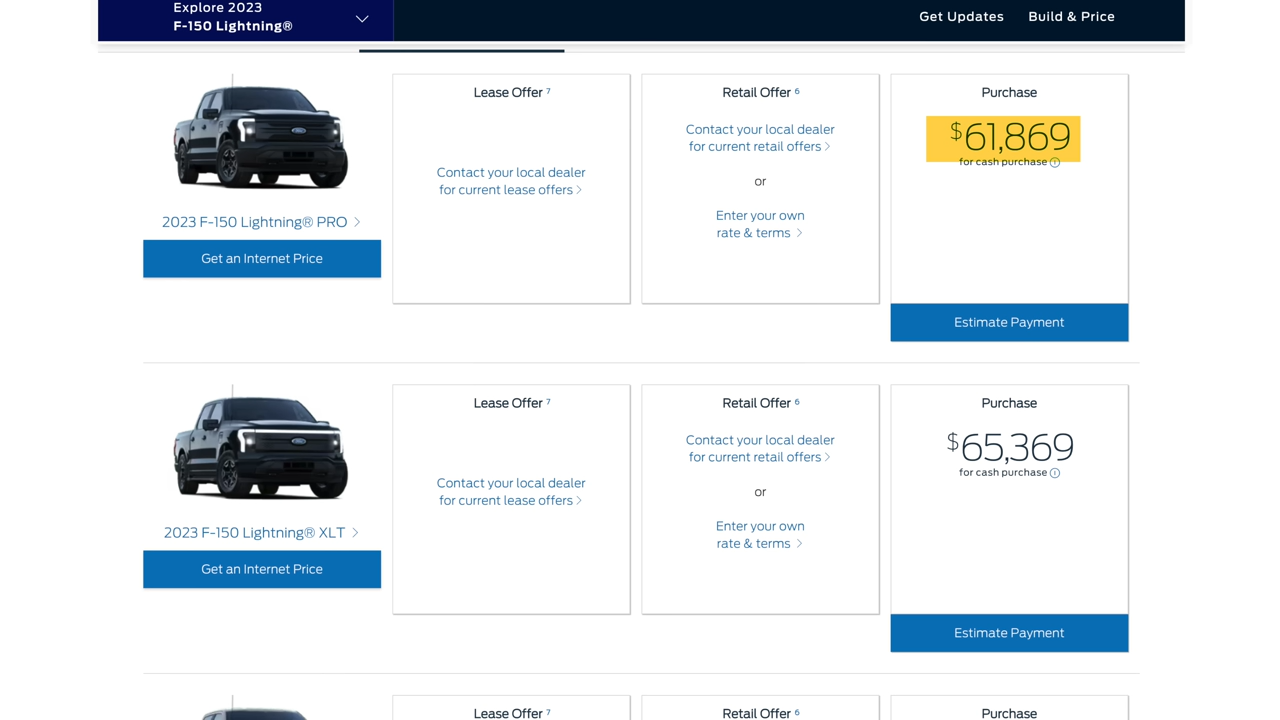 Explore 2023
F-150 Lightning®
Get Updates
Build & Price
Lease Offer 7
Contact your local dealer
for current lease offers
Retail Offer 6
Contact your local dealer
for current retail offers
or
Enter your own
rate & terms
Purchase
$61,869
for cash purchase
2023 F-150 Lightning® PRO
Get an Internet Price
Estimate Payment
Lease Offer 7
Contact your local dealer
for current lease offers
Retail Offer 6
Contact your local dealer
for current retail offers
or
Enter your own
rate & terms
Purchase
$65,369
for cash purchase
2023 F-150 Lightning® XLT
Get an Internet Price
Estimate Payment
Lease Offer 7
Retail Offer 6
Purchase